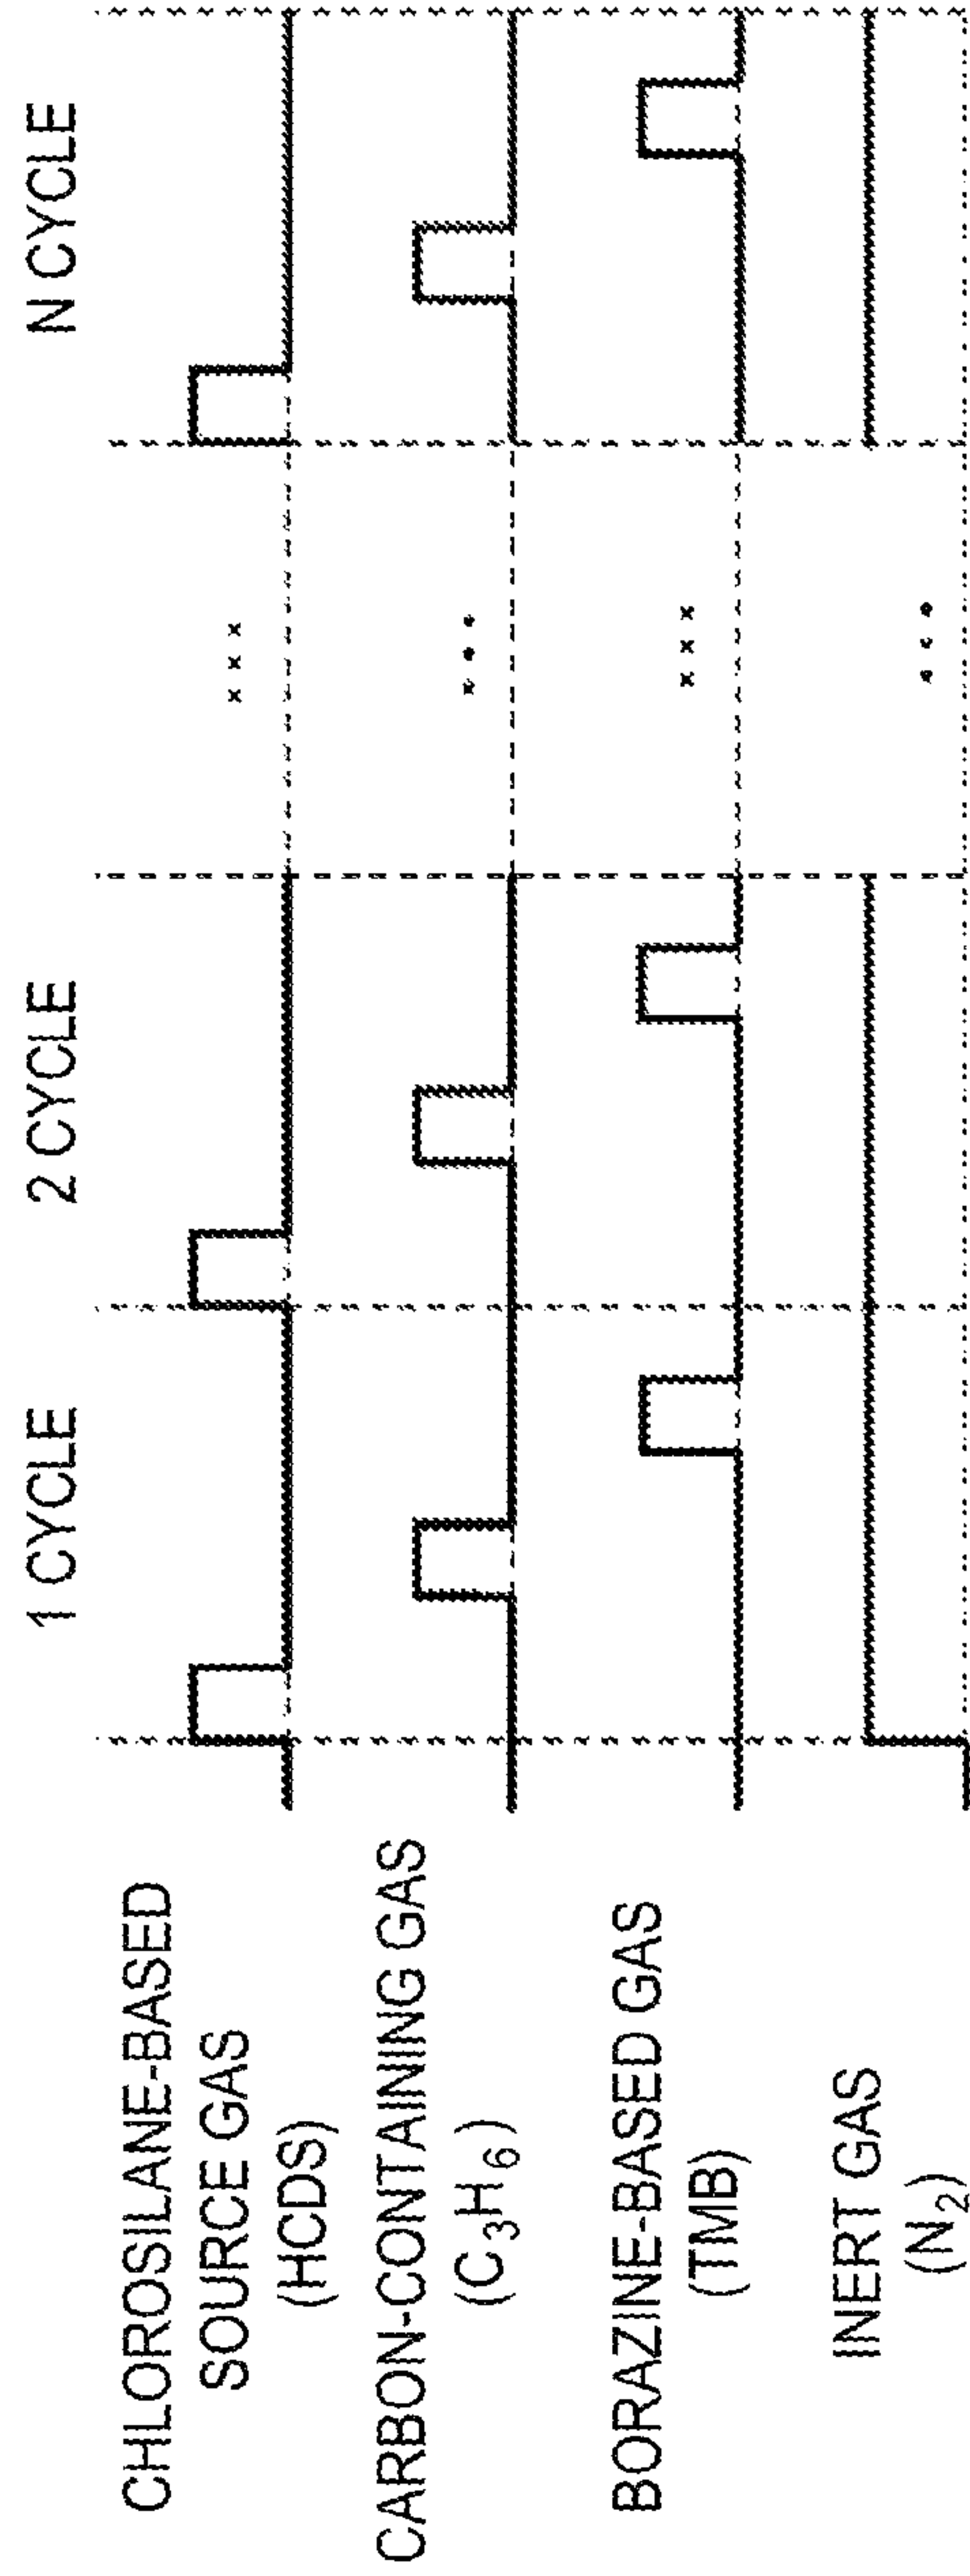 1 CYCLE
2 CYCLE
N CYCLE
CHLOROSILANE-BASED
SOURCE GAS
(HCDS)
CARBON-CONTAINING GAS
(C₃H₆)
BORAZINE-BASED GAS
(TMB)
INERT GAS
(N₂)